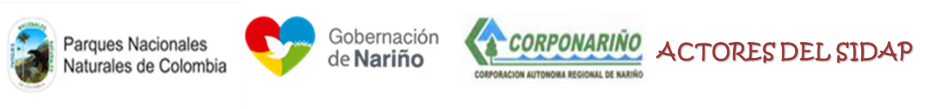 Parques Nacionales
Naturales de Colombia
Gobernación
de Nariño
CORPONARIÑO
CORPORACION AUTONOMA REGIONAL DE NARIÑO
ACTORES DEL SIDAP